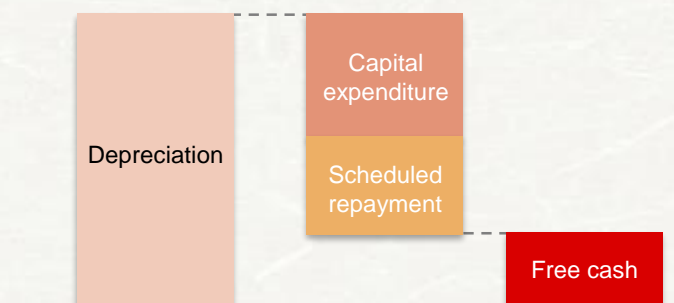 Depreciation
Capital
expenditure
Scheduled
repayment
Free cash